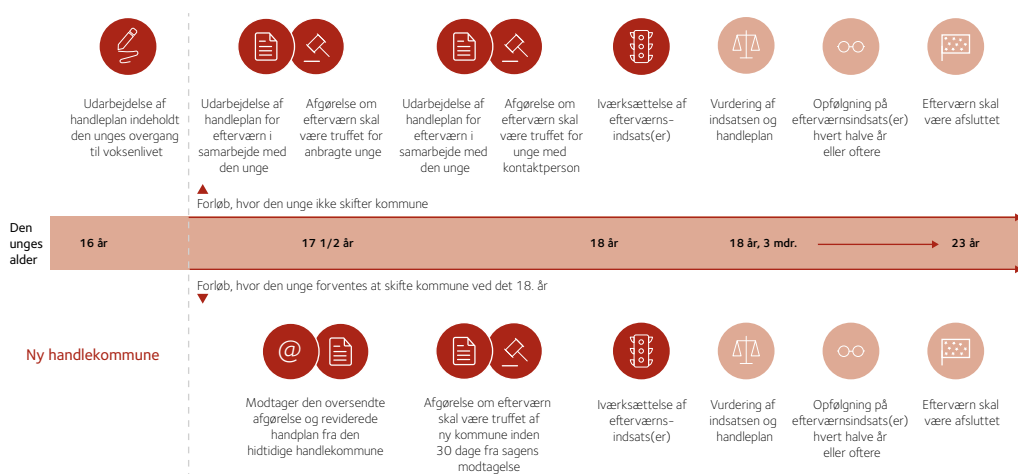 Udarbejdelse af
handleplan indeholdt
den unges overgang
til voksenlivet
Udarbejdelse af
handleplan for
efterværn i
samarbejde med
den unge
Afgørelse om
efterværn skal
være truffet for
anbragte unge
Udarbejdelse af
handleplan for
efterværn i
samarbejde med
den unge
Afgørelse om
efterværn skal
være truffet for
unge med
kontaktperson
Iværksættelse af
efterværns-
indsats(er)
Vurdering af
indsatsen og
handleplan
Opfølgning på
efterværnsindsats(er)
hvert halve år
eller oftere
Efterværn skal
være afsluttet
Forløb, hvor den unge ikke skifter kommune
Den
unges
alder
16 år
17 1/2 år
18 år
18 år, 3 mdr.
23 år
Forløb, hvor den unge forventes at skifte kommune ved det 18. år
Ny handlekommune
@
Modtager den oversendte
afgørelse og reviderede
handplan fra den
hidtidige handlekommune
Afgørelse om efterværn
skal være truffet af
ny kommune inden
30 dage fra sagens
modtagelse
Iværksættelse af
efterværns-
indsats(er)
Vurdering af
indsatsen og
handleplan
Opfølgning på
efterværnsindsats(er)
hvert halve år
eller oftere
Efterværn skal
være afsluttet